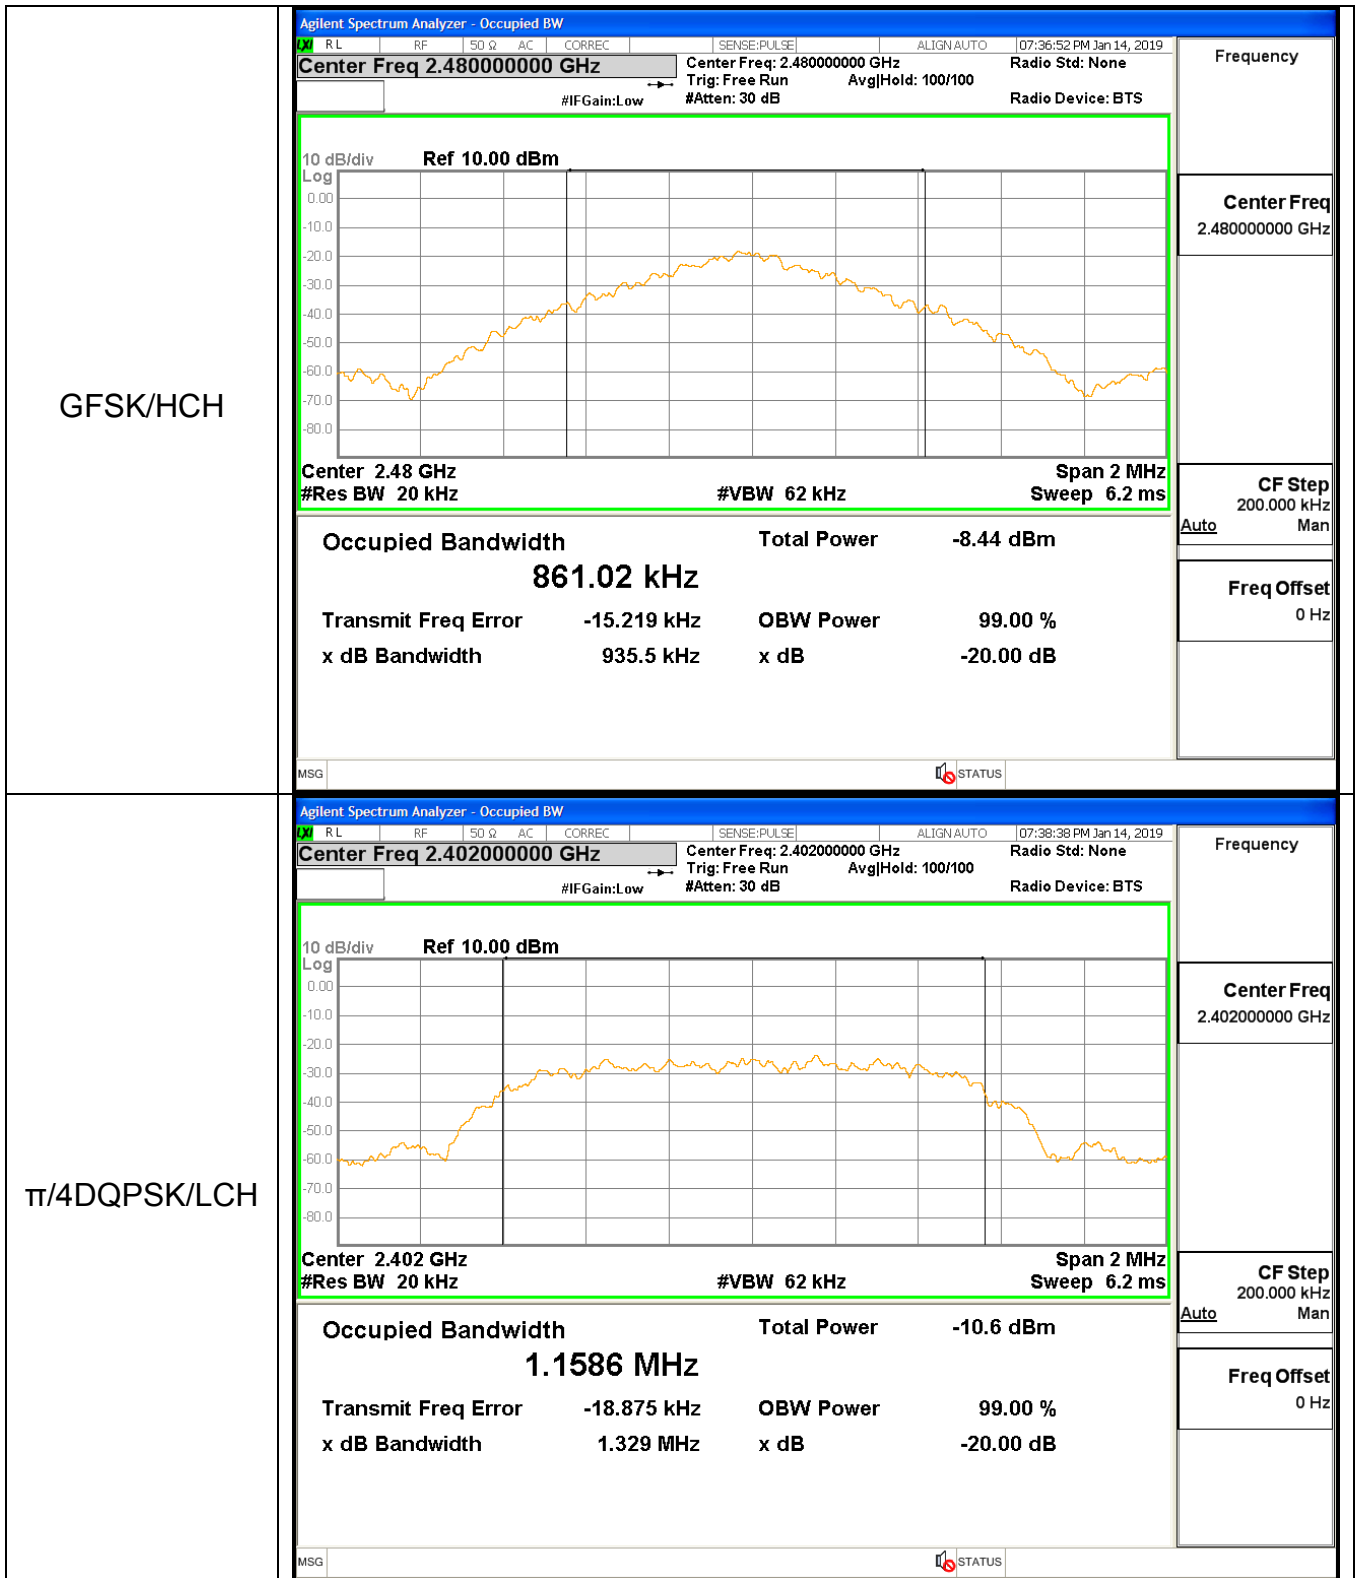 GFSK/HCH
Agilent Spectrum Analyzer - Occupied BW
LXI RL RF 50 Ω AC CORREC SENSE:PULSE ALIGN AUTO 07:36:52 PM Jan 14, 2019
Center Freq 2.480000000 GHz Center Freq: 2.480000000 GHz Radio Std: None
Trig: Free Run Avg|Hold: 100/100
#IFGain:Low #Atten: 30 dB Radio Device: BTS
10 dB/div Ref 10.00 dBm
Log
0.00
-10.0
-20.0
-30.0
-40.0
-50.0
-60.0
-70.0
-80.0
Center 2.48 GHz Span 2 MHz
#Res BW 20 kHz #VBW 62 kHz Sweep 6.2 ms
Occupied Bandwidth Total Power -8.44 dBm
861.02 kHz
Transmit Freq Error -15.219 kHz OBW Power 99.00 %
x dB Bandwidth 935.5 kHz x dB -20.00 dB
MSG STATUS
Frequency
Center Freq
2.480000000 GHz
CF Step
200.000 kHz
Auto Man
Freq Offset
0 Hz
π/4DQPSK/LCH
Agilent Spectrum Analyzer - Occupied BW
LXI RL RF 50 Ω AC CORREC SENSE:PULSE ALIGN AUTO 07:38:38 PM Jan 14, 2019
Center Freq 2.402000000 GHz Center Freq: 2.402000000 GHz Radio Std: None
Trig: Free Run Avg|Hold: 100/100
#IFGain:Low #Atten: 30 dB Radio Device: BTS
10 dB/div Ref 10.00 dBm
Log
0.00
-10.0
-20.0
-30.0
-40.0
-50.0
-60.0
-70.0
-80.0
Center 2.402 GHz Span 2 MHz
#Res BW 20 kHz #VBW 62 kHz Sweep 6.2 ms
Occupied Bandwidth Total Power -10.6 dBm
1.1586 MHz
Transmit Freq Error -18.875 kHz OBW Power 99.00 %
x dB Bandwidth 1.329 MHz x dB -20.00 dB
MSG STATUS
Frequency
Center Freq
2.402000000 GHz
CF Step
200.000 kHz
Auto Man
Freq Offset
0 Hz